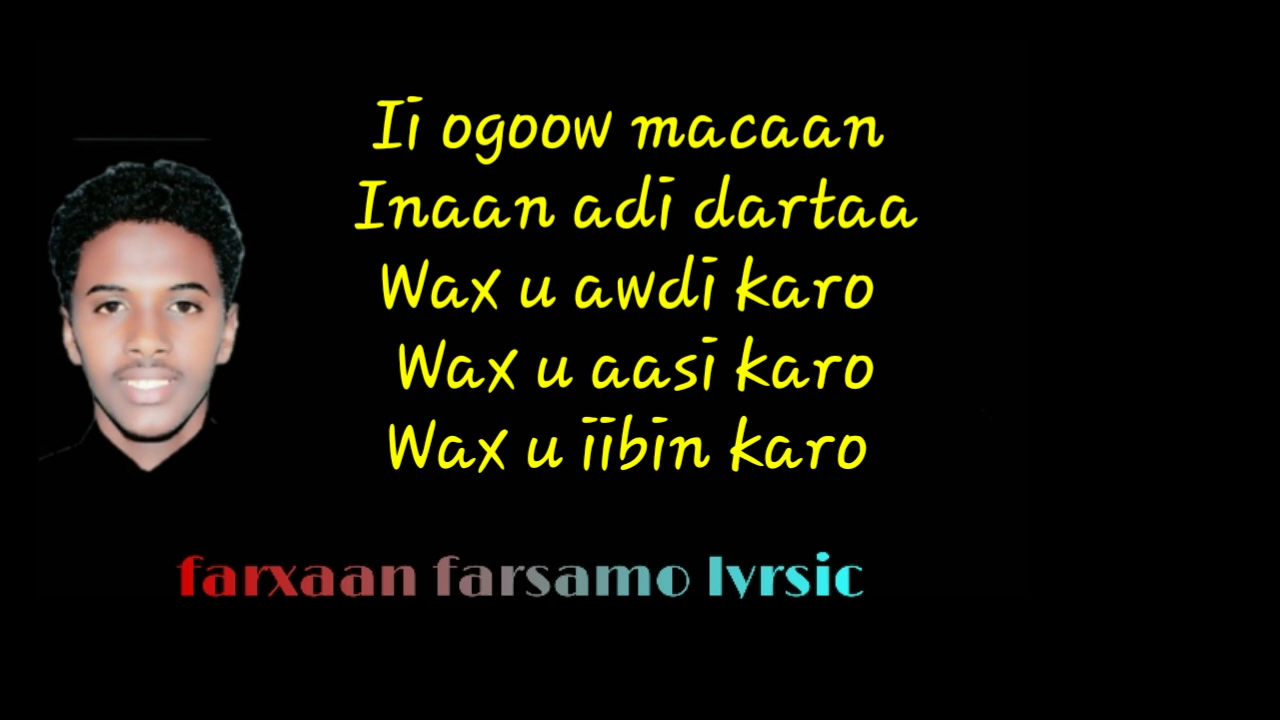 Ii ogoow macaan
Inaan adi dartaa
Wax u awdi karo
Wax u aasi karo
Wax u iibin karo
farxaan farsamo lyrsic